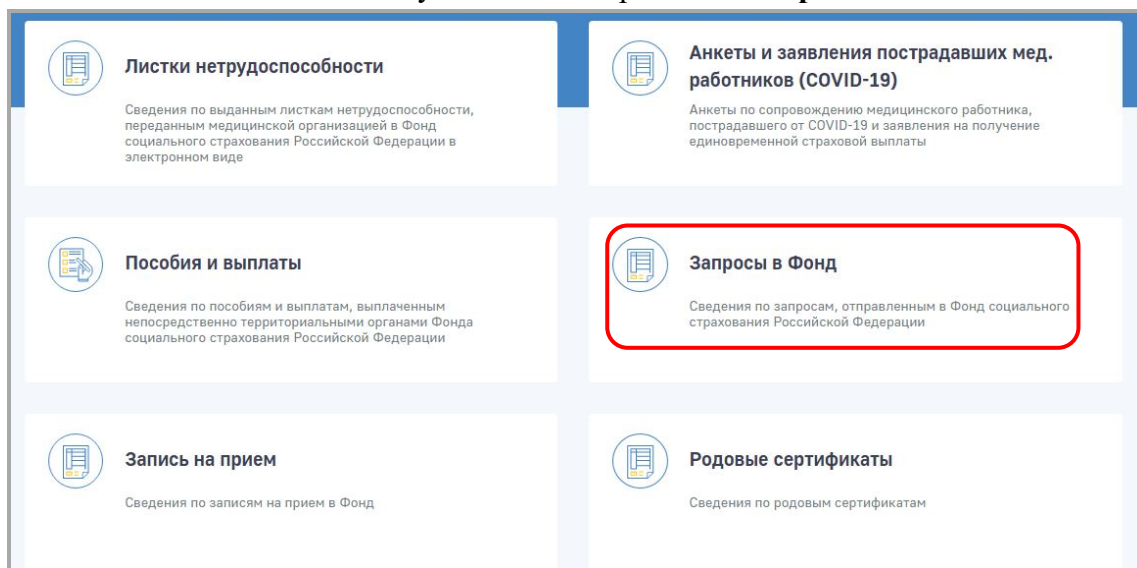 Листки нетрудоспособности
Сведения по выданным листкам нетрудоспособности,
переданным медицинской организацией в Фонд
социального страхования Российской Федерации в
электронном виде
Анкеты и заявления пострадавших мед.
работников (COVID-19)
Анкеты по сопровождению медицинского работника,
пострадавшего от COVID-19 и заявления на получение
единовременной страховой выплаты
Пособия и выплаты
Сведения по пособиям и выплатам, выплаченным
непосредственно территориальными органами Фонда
социального страхования Российской Федерации
Запросы в Фонд
Сведения по запросам, отправленным в Фонд социального
страхования Российской Федерации
Запись на прием
Сведения по записям на прием в Фонд
Родовые сертификаты
Сведения по родовым сертификатам